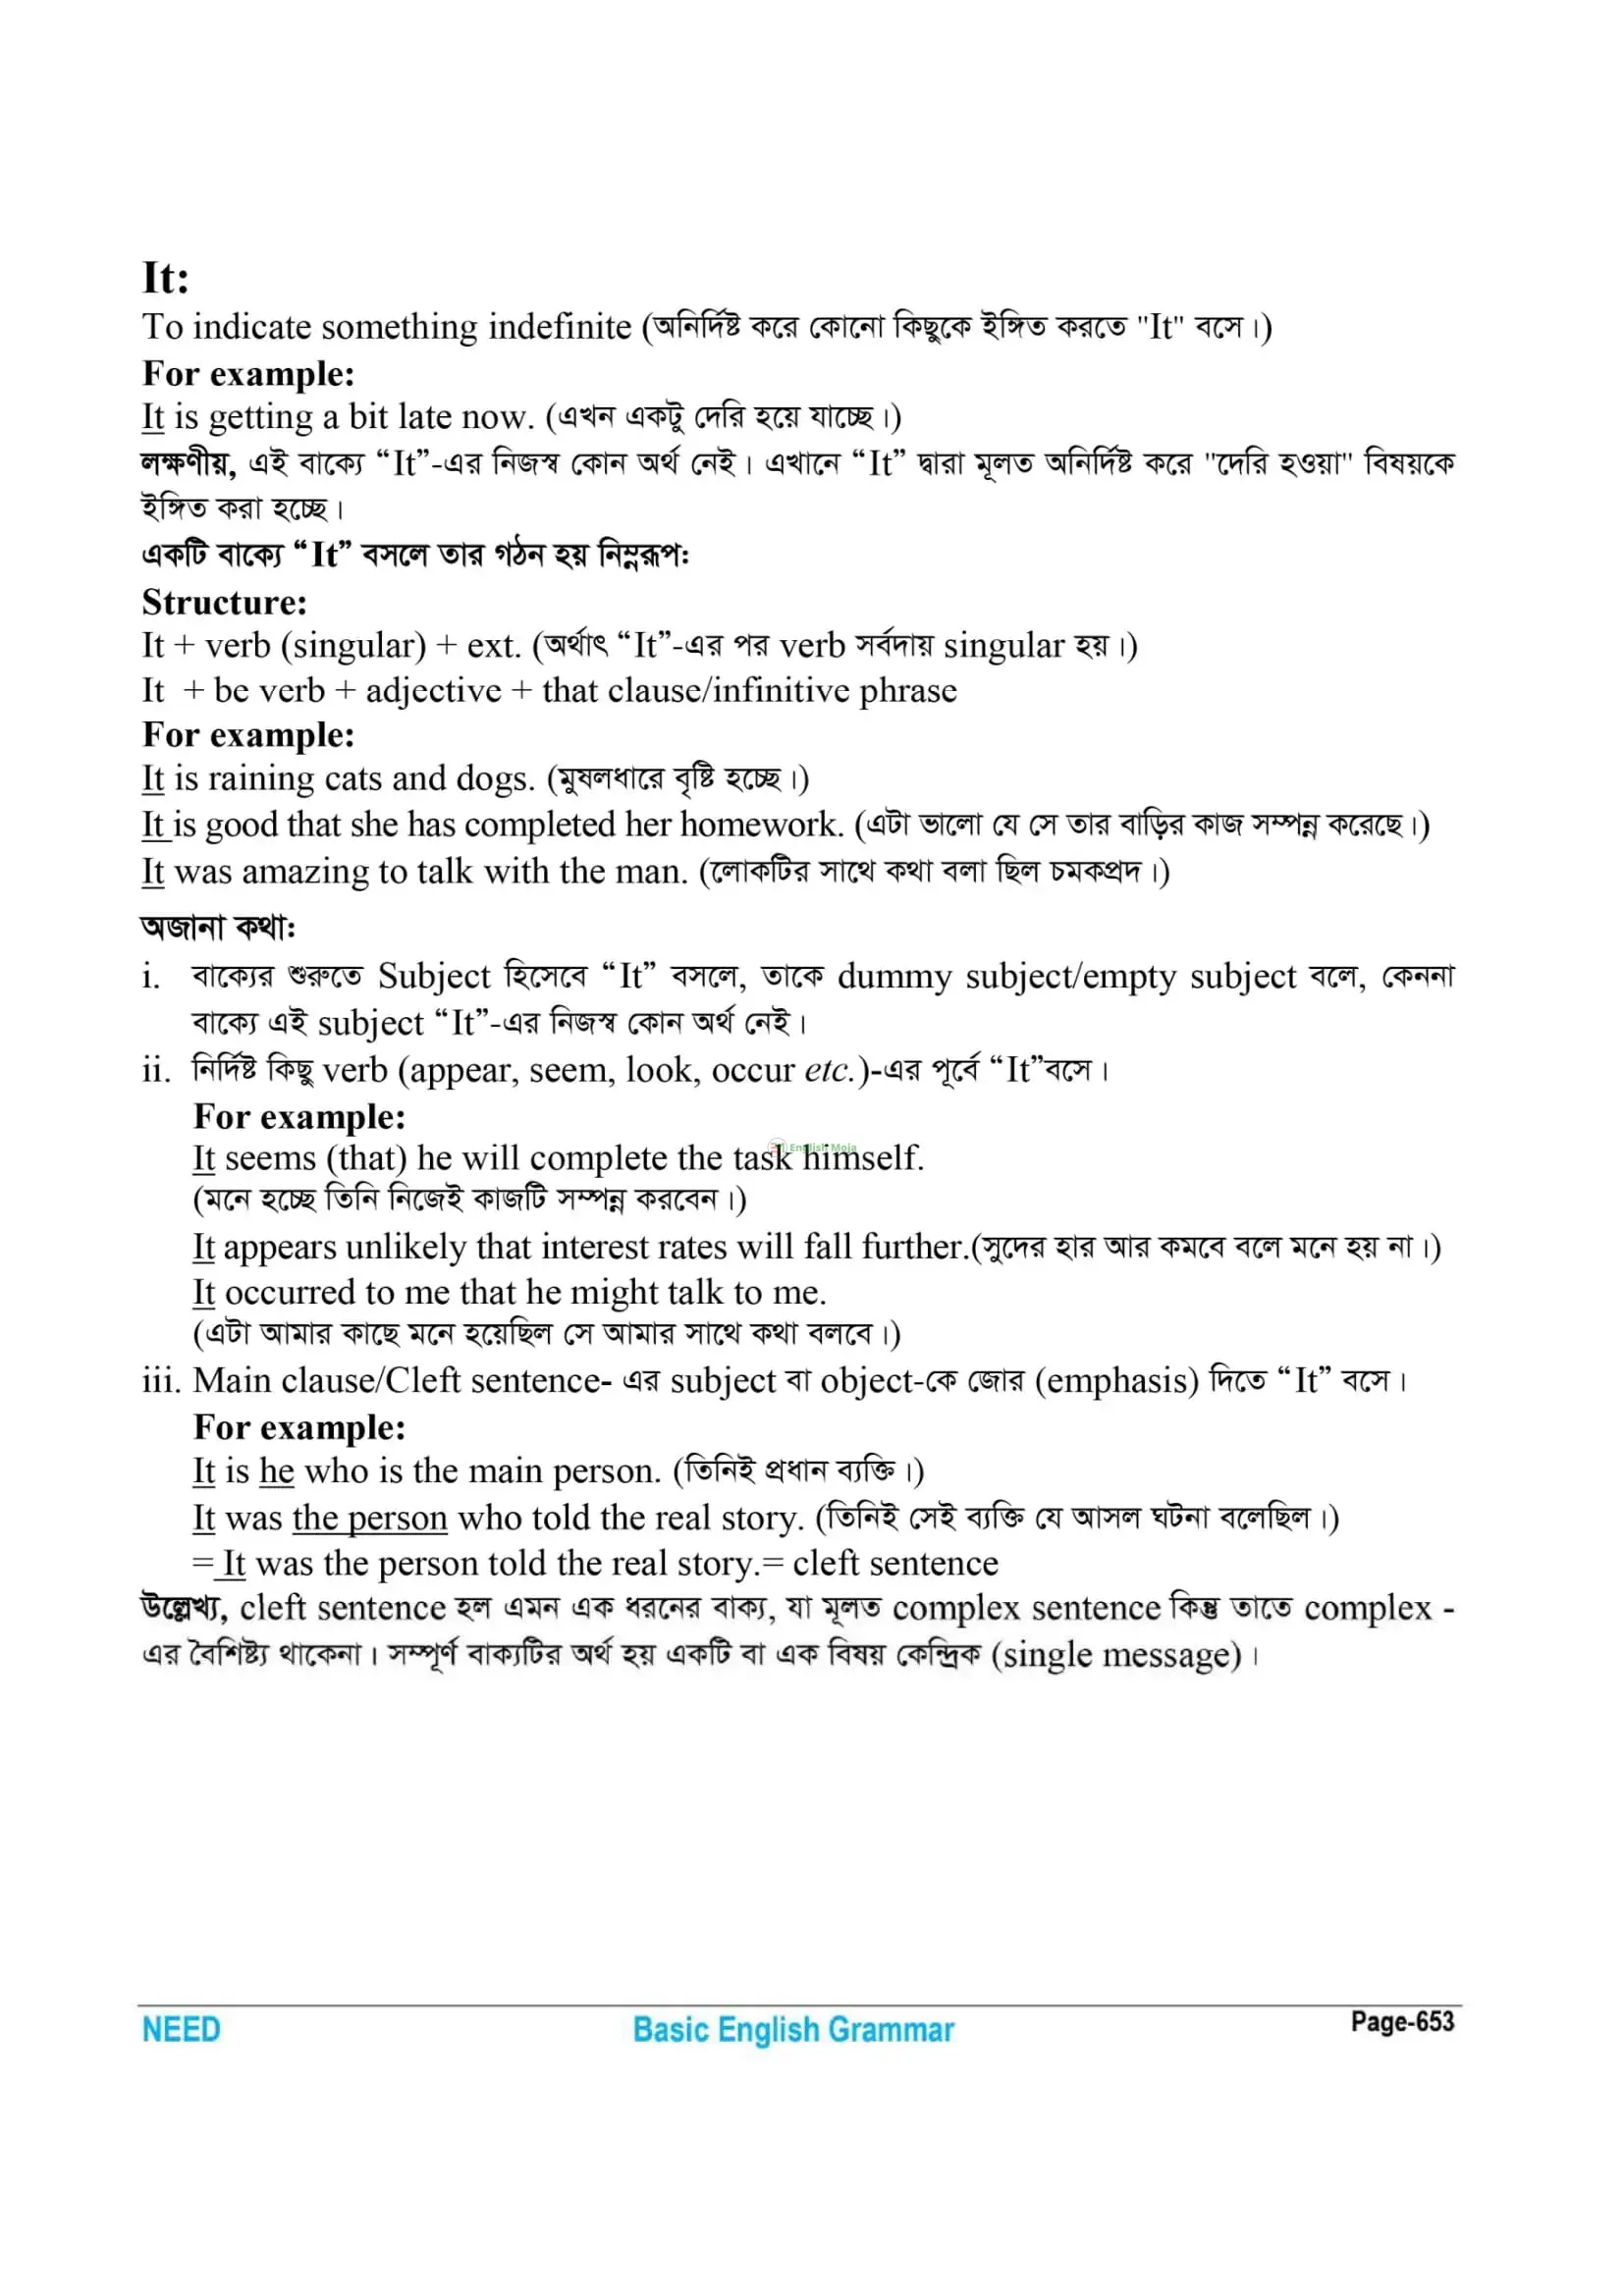 It:
To indicate something indefinite (অনির্দিষ্ট করে কোনো কিছুকে ইঙ্গিত করতে "It" বসে।)
For example:
It is getting a bit late now. (এখন একটু দেরি হয়ে যাচ্ছে।)
লক্ষণীয়, এই বাক্যে “It”-এর নিজস্ব কোন অর্থ নেই। এখানে “It” দ্বারা মূলত অনির্দিষ্ট করে "দেরি হওয়া" বিষয়কে
ইঙ্গিত করা হচ্ছে।
একটি বাক্যে “It” বসলে তার গঠন হয় নিম্নরূপ:
Structure:
It + verb (singular) + ext. (অর্থাৎ “It”-এর পর verb সর্বদায় singular হয়।)
It + be verb + adjective + that clause/infinitive phrase
For example:
It is raining cats and dogs. (মুষলধারে বৃষ্টি হচ্ছে।)
It is good that she has completed her homework. (এটা ভালো যে সে তার বাড়ির কাজ সম্পন্ন করেছে।)
It was amazing to talk with the man. (লোকটির সাথে কথা বলা ছিল চমকপ্রদ।)
অজানা কথা:
i. বাক্যের শুরুতে Subject হিসেবে “It” বসলে, তাকে dummy subject/empty subject বলে, কেননা
বাক্যে এই subject “It”-এর নিজস্ব কোন অর্থ নেই।
ii. নির্দিষ্ট কিছু verb (appear, seem, look, occur etc.)-এর পূর্বে “It”বসে।
For example:
English Moja
It seems (that) he will complete the task himself.
(মনে হচ্ছে তিনি নিজেই কাজটি সম্পন্ন করবেন।)
It appears unlikely that interest rates will fall further.(সুদের হার আর কমবে বলে মনে হয় না।)
It occurred to me that he might talk to me.
(এটা আমার কাছে মনে হয়েছিল সে আমার সাথে কথা বলবে।)
iii. Main clause/Cleft sentence- এর subject বা object-কে জোর (emphasis) দিতে “It” বসে।
For example:
It is he who is the main person. (তিনিই প্রধান ব্যক্তি।)
It was the person who told the real story. (তিনিই সেই ব্যক্তি যে আসল ঘটনা বলেছিল।)
= It was the person told the real story.= cleft sentence
উল্লেখ্য, cleft sentence হল এমন এক ধরনের বাক্য, যা মূলত complex sentence কিন্তু তাতে complex -
এর বৈশিষ্ট্য থাকেনা। সম্পূর্ণ বাক্যটির অর্থ হয় একটি বা এক বিষয় কেন্দ্রিক (single message)।
NEED Basic English Grammar Page-653